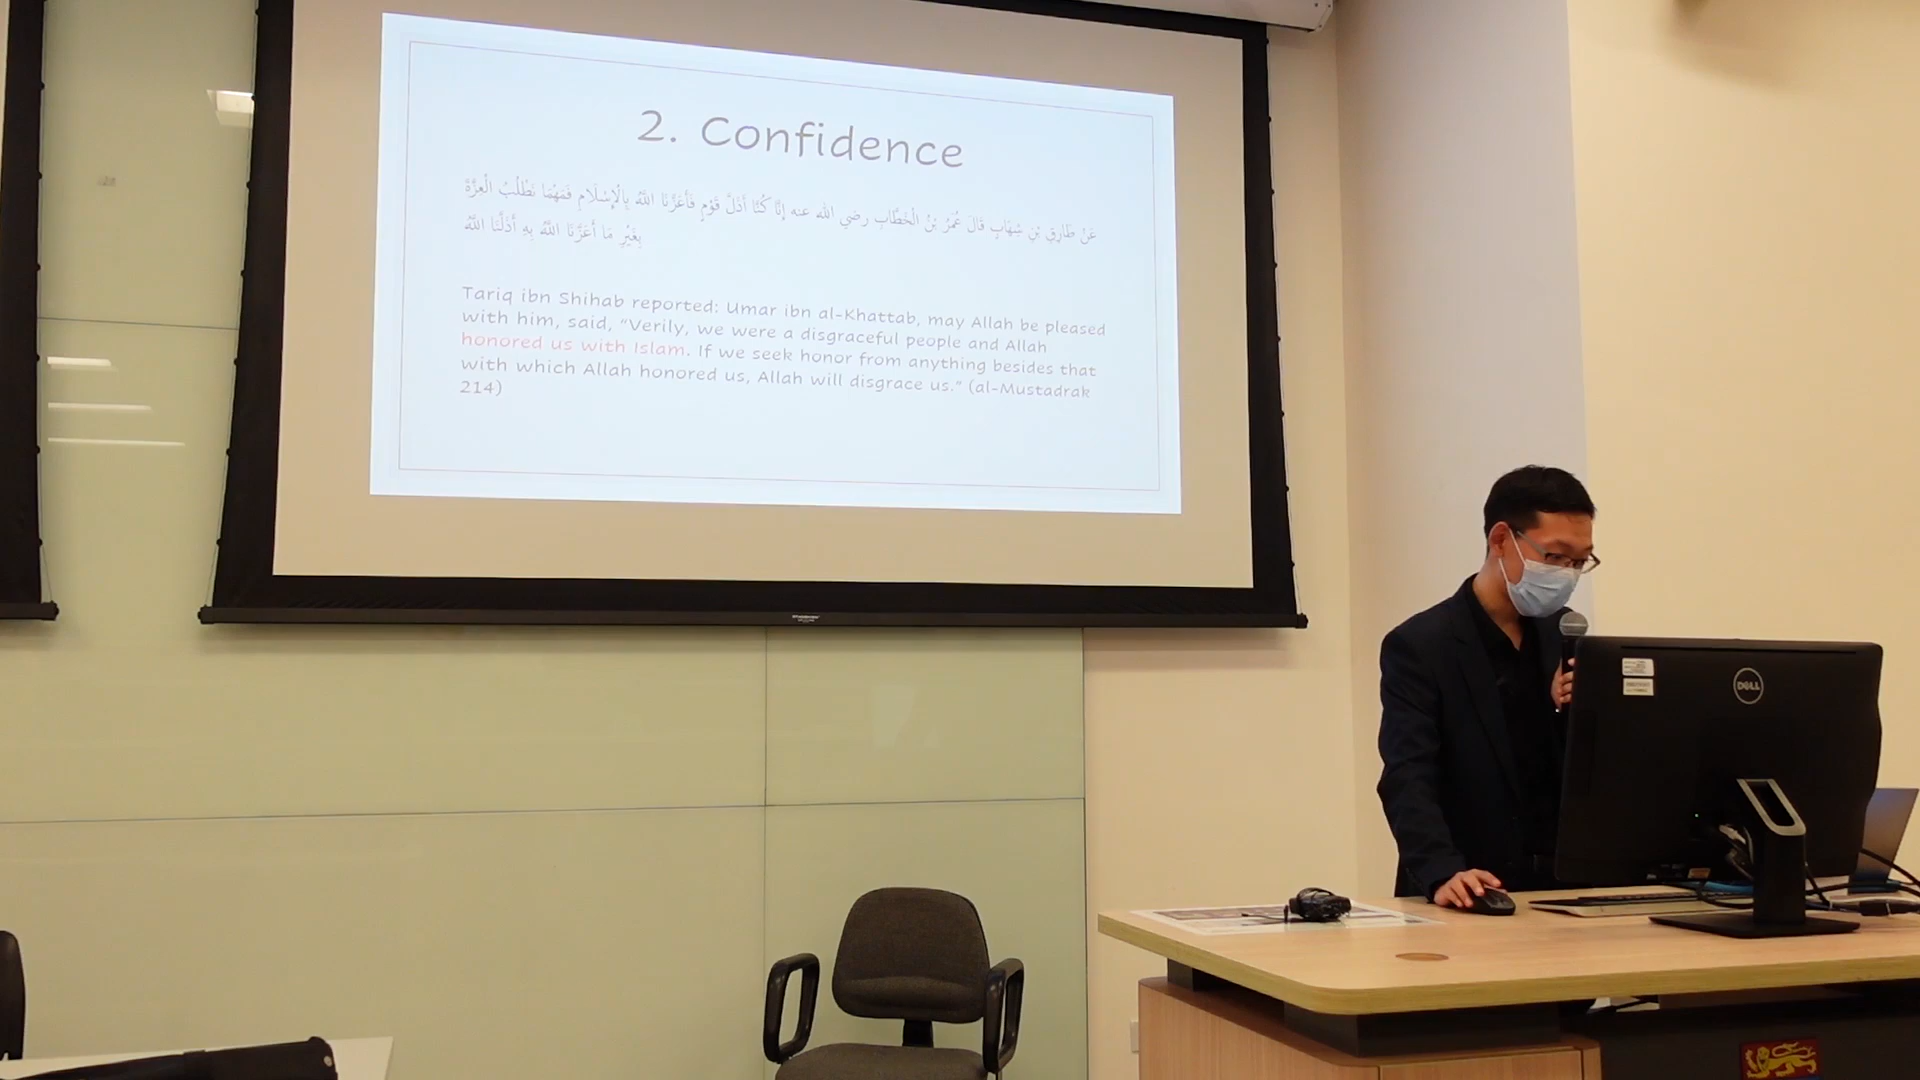 2. Confidence
عَنْ طَارِقِ بْنِ شِهَابٍ قَالَ عُمَرُ بْنُ الْخَطَّابِ رضي الله عنه إِنَّا كُنَّا أَذَلَّ قَوْمٍ فَأَعَزَّنَا اللَّهُ بِالْإِسْلَامِ فَمَهْمَا نَطْلُبُ الْعِزَّةَ
بِغَيْرِ مَا أَعَزَّنَا اللَّهُ بِهِ أَذَلَّنَا اللَّهُ
Tariq ibn Shihab reported: Umar ibn al-Khattab, may Allah be pleased
with him, said, “Verily, we were a disgraceful people and Allah
honored us with Islam. If we seek honor from anything besides that
with which Allah honored us, Allah will disgrace us.” (al-Mustadrak
214)
DELL